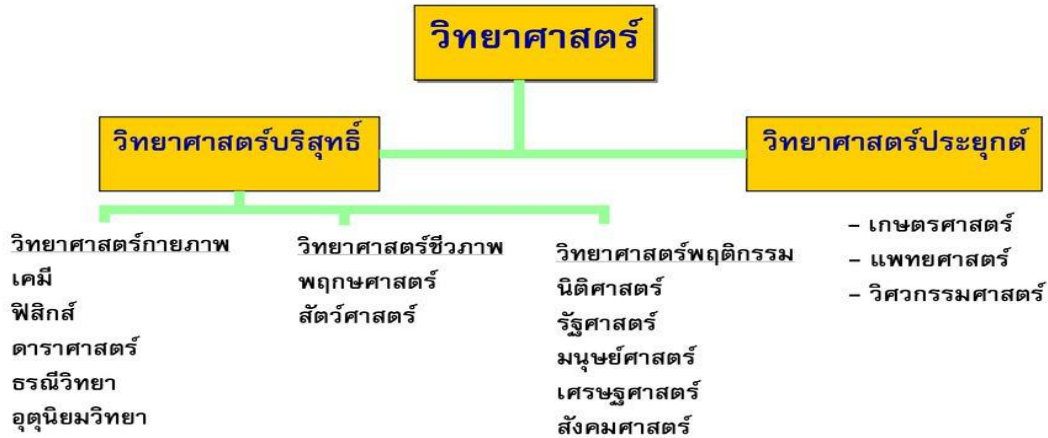 วิทยาศาสตร์
วิทยาศาสตร์บริสุทธิ์
วิทยาศาสตร์ประยุกต์
วิทยาศาสตร์กายภาพ
เคมี
ฟิสิกส์
ดาราศาสตร์
ธรณีวิทยา
อุตุนิยมวิทยา
วิทยาศาสตร์ชีวภาพ
พฤกษศาสตร์
สัตว์ศาสตร์
วิทยาศาสตร์พฤติกรรม
นิติศาสตร์
รัฐศาสตร์
มนุษย์ศาสตร์
เศรษฐศาสตร์
สังคมศาสตร์
– เกษตรศาสตร์
– แพทยศาสตร์
– วิศวกรรมศาสตร์